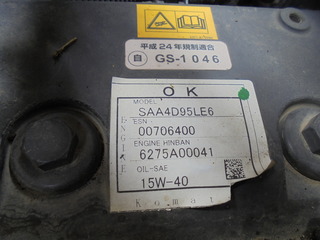 平成24年規制適合
自 GS-1046
OK
MODEL
SAA4D95LE6
ESN
00706400
ENGINE HINBAN
6275A00041
OIL-SAE
15W-40